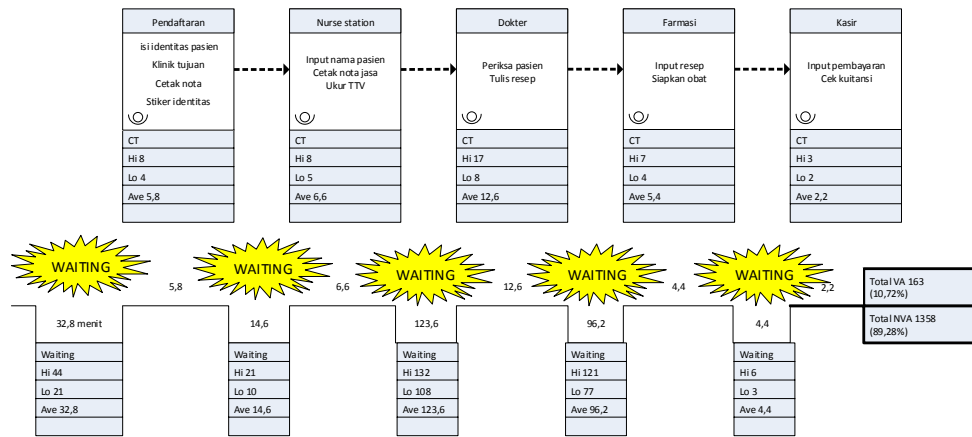 Pendaftaran
isi identitas pasien
Klinik tujuan
Cetak nota
Stiker identitas
CT
Hi 8
Lo 4
Ave 5,8
Nurse station
Input nama pasien
Cetak nota jasa
Ukur TTV
CT
Hi 8
Lo 5
Ave 6,6
Dokter
Periksa pasien
Tulis resep
CT
Hi 17
Lo 8
Ave 12,6
Farmasi
Input resep
Siapkan obat
CT
Hi 7
Lo 4
Ave 5,4
Kasir
Input pembayaran
Cek kuitansi
CT
Hi 3
Lo 2
Ave 2,2
WAITING
5,8
WAITING
6,6
WAITING
12,6
WAITING
4,4
WAITING
2,2
Total VA 163
(10,72%)
Total NVA 1358
(89,28%)
32,8 menit
14,6
123,6
96,2
4,4
Waiting
Hi 44
Lo 21
Ave 32,8
Waiting
Hi 21
Lo 10
Ave 14,6
Waiting
Hi 132
Lo 108
Ave 123,6
Waiting
Hi 121
Lo 77
Ave 96,2
Waiting
Hi 6
Lo 3
Ave 4,4